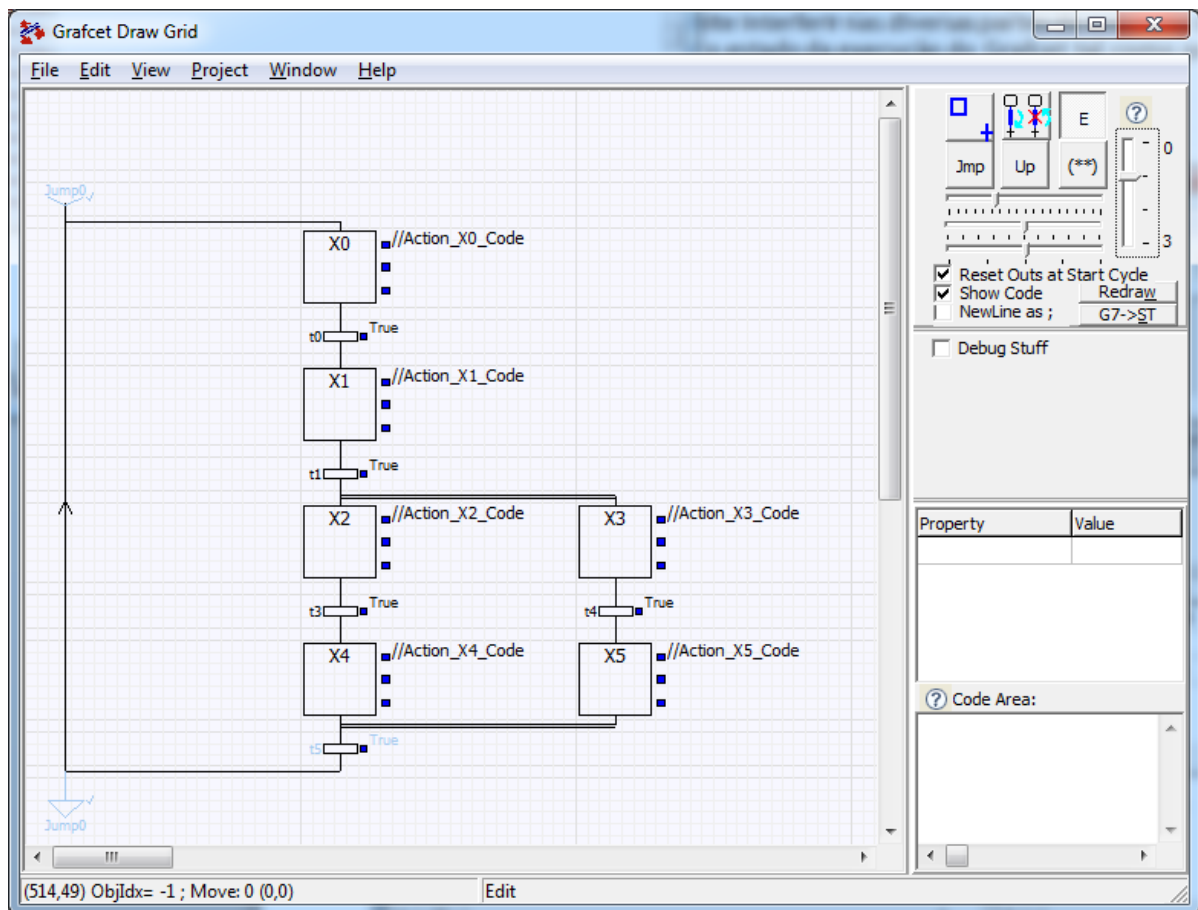 Grafcet Draw Grid
File Edit View Project Window Help
Jump0
X0 //Action_X0_Code
t0 True
X1 //Action_X1_Code
t1 True
X2 //Action_X2_Code X3 //Action_X3_Code
t3 True t4 True
X4 //Action_X4_Code X5 //Action_X5_Code
t5 True
Jump0
E ?
0
Jmp Up (**)
3
Reset Outs at Start Cycle
Show Code Redraw
NewLine as ; G7->ST
Debug Stuff
Property Value
? Code Area:
(514,49) ObjIdx= -1 ; Move: 0 (0,0) Edit